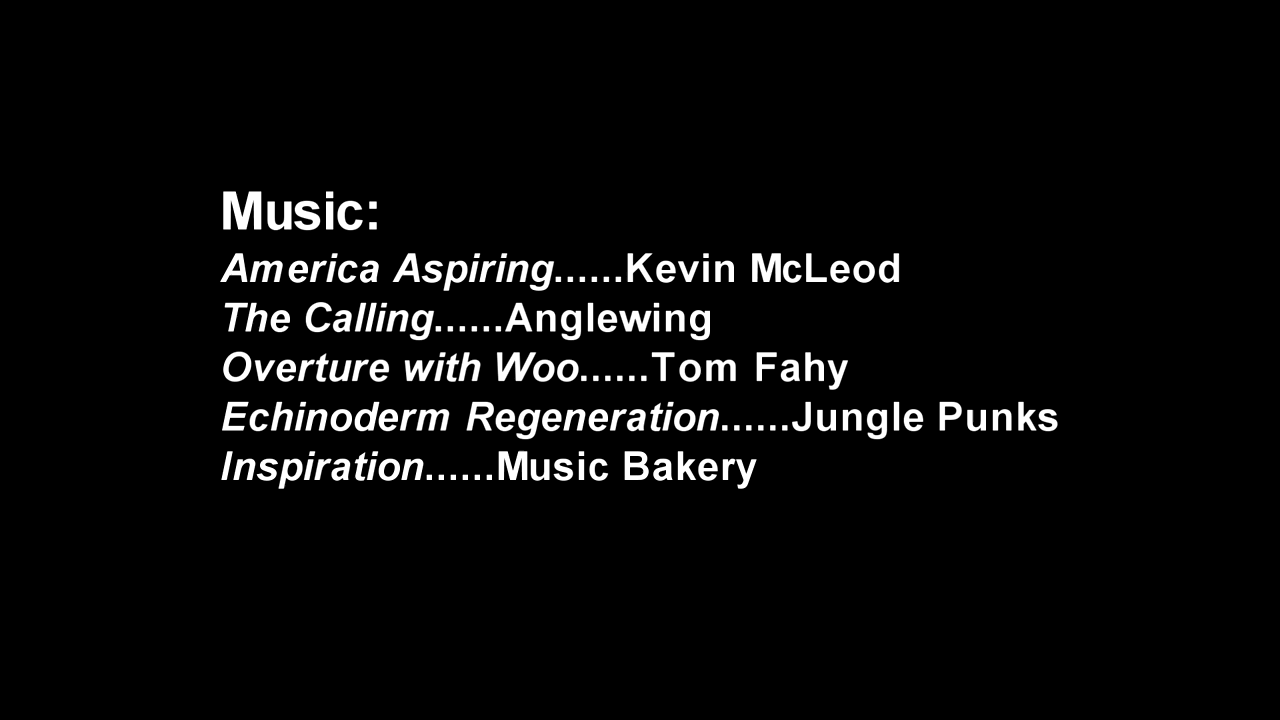 Music:
America Aspiring......Kevin McLeod
The Calling......Anglewing
Overture with Woo......Tom Fahy
Echinoderm Regeneration......Jungle Punks
Inspiration......Music Bakery